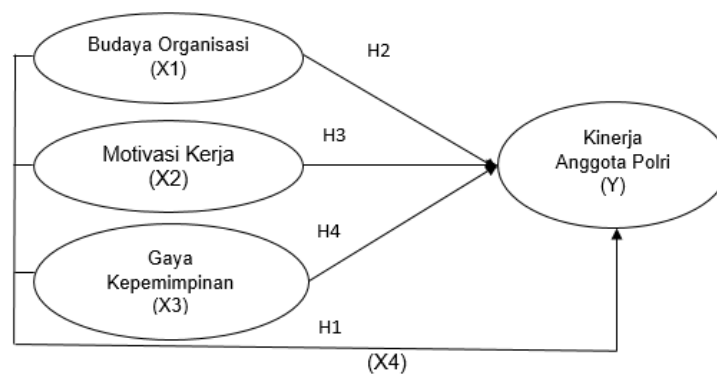 Budaya Organisasi
(X1)
H2
Motivasi Kerja
(X2)
H3
Kinerja
Anggota Polri
(Y)
Gaya
Kepemimpinan
(X3)
H4
H1
(X4)